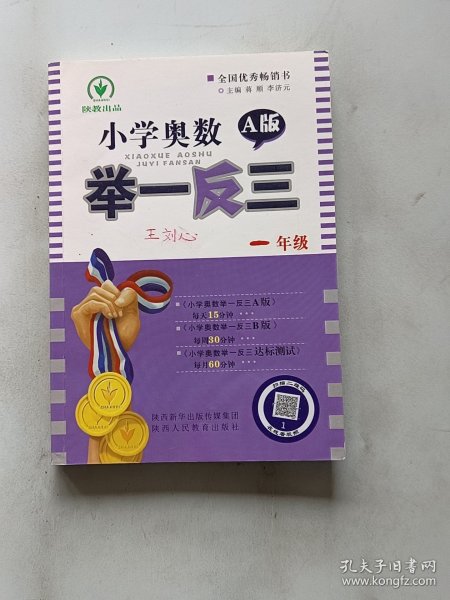 陕教出品
■ 全国优秀畅销书
◎主编 蒋顺 李济元
小学奥数 A版
XIAOXUE AOSHU
JUYI FANSAN
举一反三
王刘心
一年级
《小学奥数举一反三A版》
每天15分钟
《小学奥数举一反三B版》
每周30分钟
《小学奥数举一反三达标测试》
每月60分钟
扫描二维码
1
陕西新华出版传媒集团
陕西人民教育出版社
孔夫子旧书网
www.kongfz.com